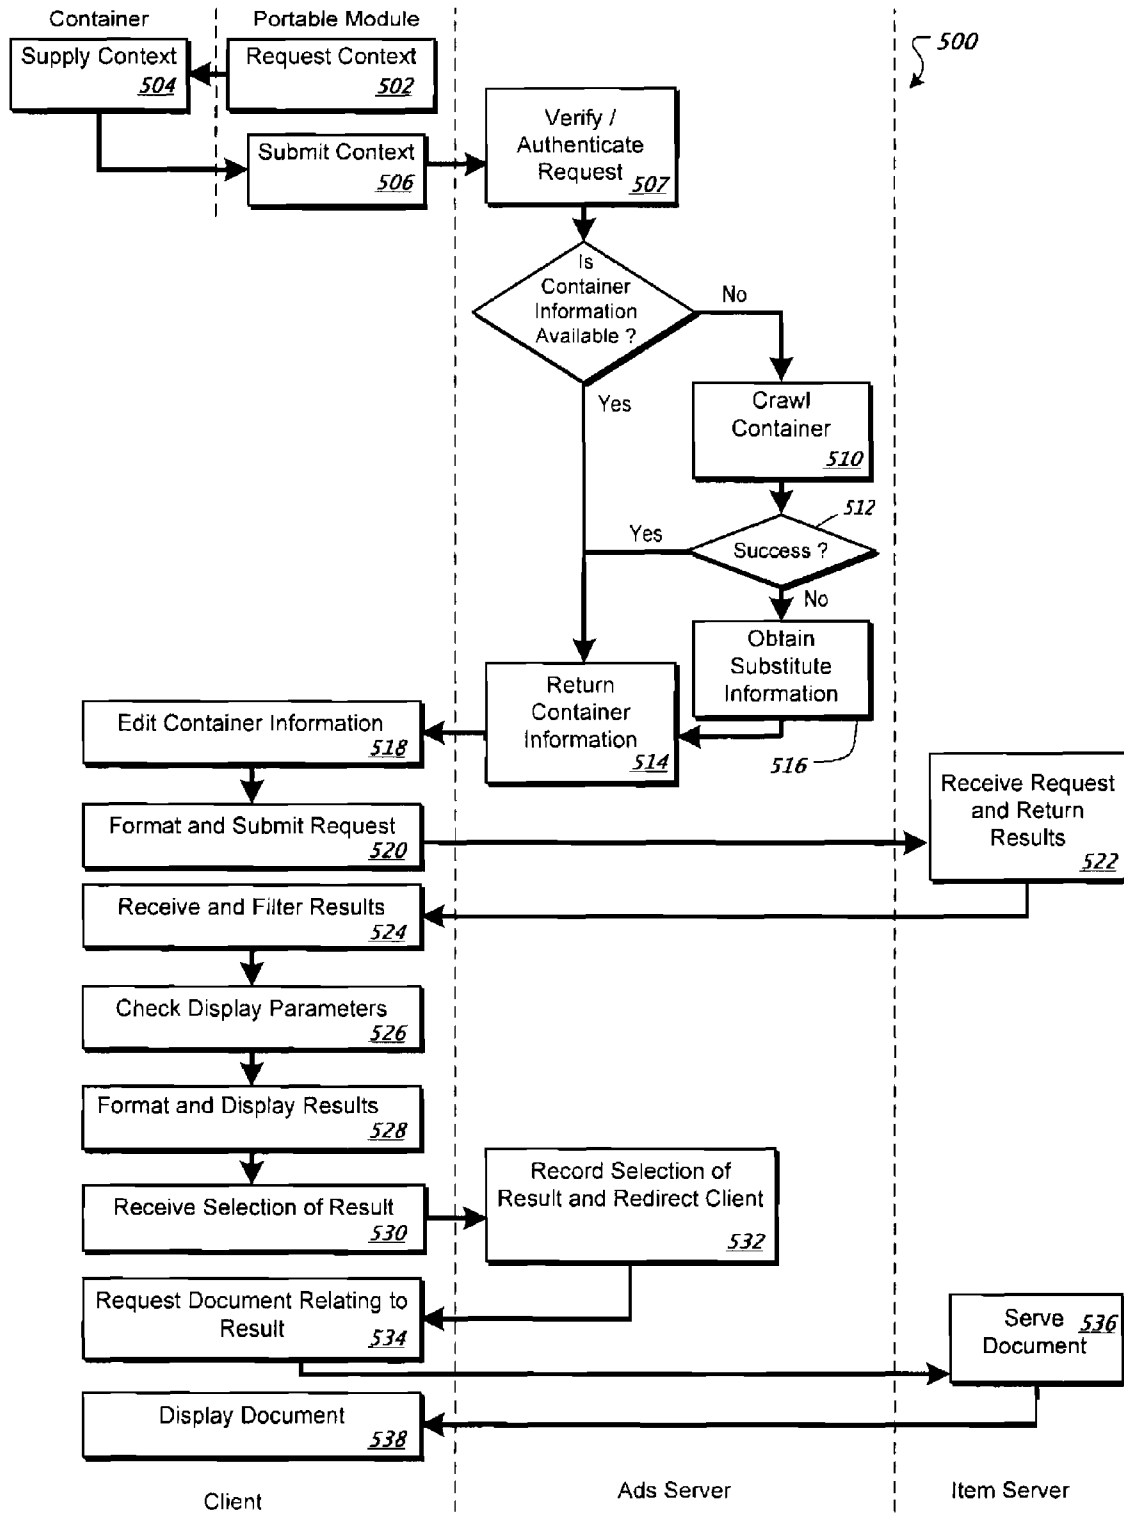 Container
Portable Module
500
Supply Context
504
Request Context
502
Submit Context
506
Verify /
Authenticate
Request
507
Is
Container
Information
Available ?
No
Yes
Crawl
Container
510
512
Success ?
Yes
No
Obtain
Substitute
Information
516
Return
Container
Information
514
Edit Container Information
518
Format and Submit Request
520
Receive Request
and Return
Results
522
Receive and Filter Results
524
Check Display Parameters
526
Format and Display Results
528
Receive Selection of Result
530
Record Selection of
Result and Redirect Client
532
Request Document Relating to
Result
534
Serve
Document
536
Display Document
538
Client
Ads Server
Item Server